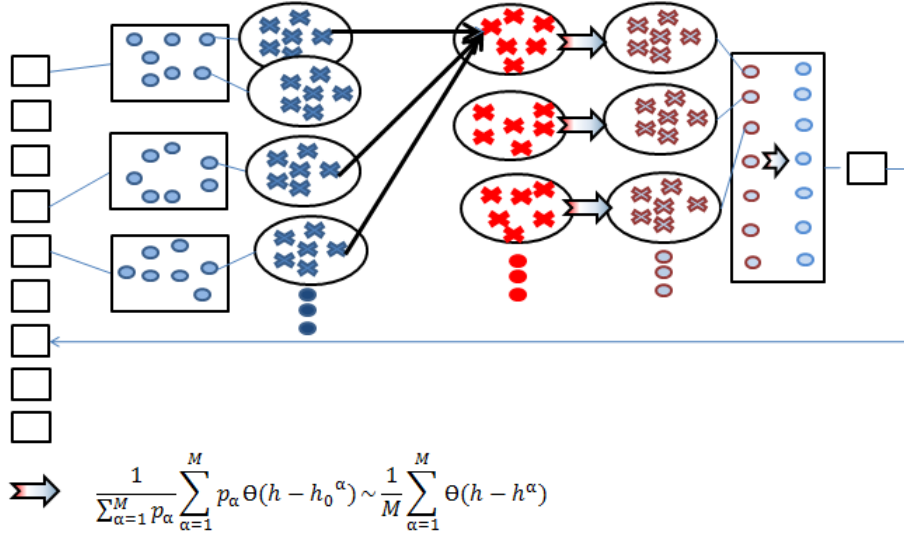 1/(∑_{α=1}^{M} p_α) ∑_{α=1}^{M} p_α Θ(h − h_0^α) ~ 1/M ∑_{α=1}^{M} Θ(h − h^α)